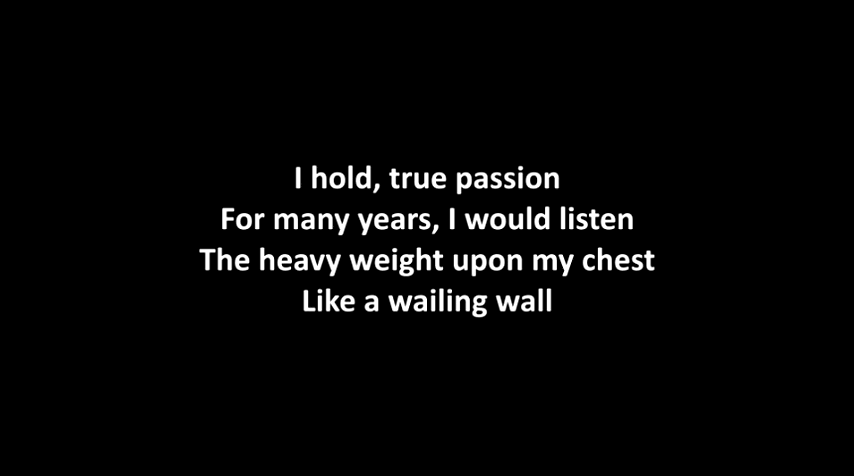 I hold, true passion
For many years, I would listen
The heavy weight upon my chest
Like a wailing wall